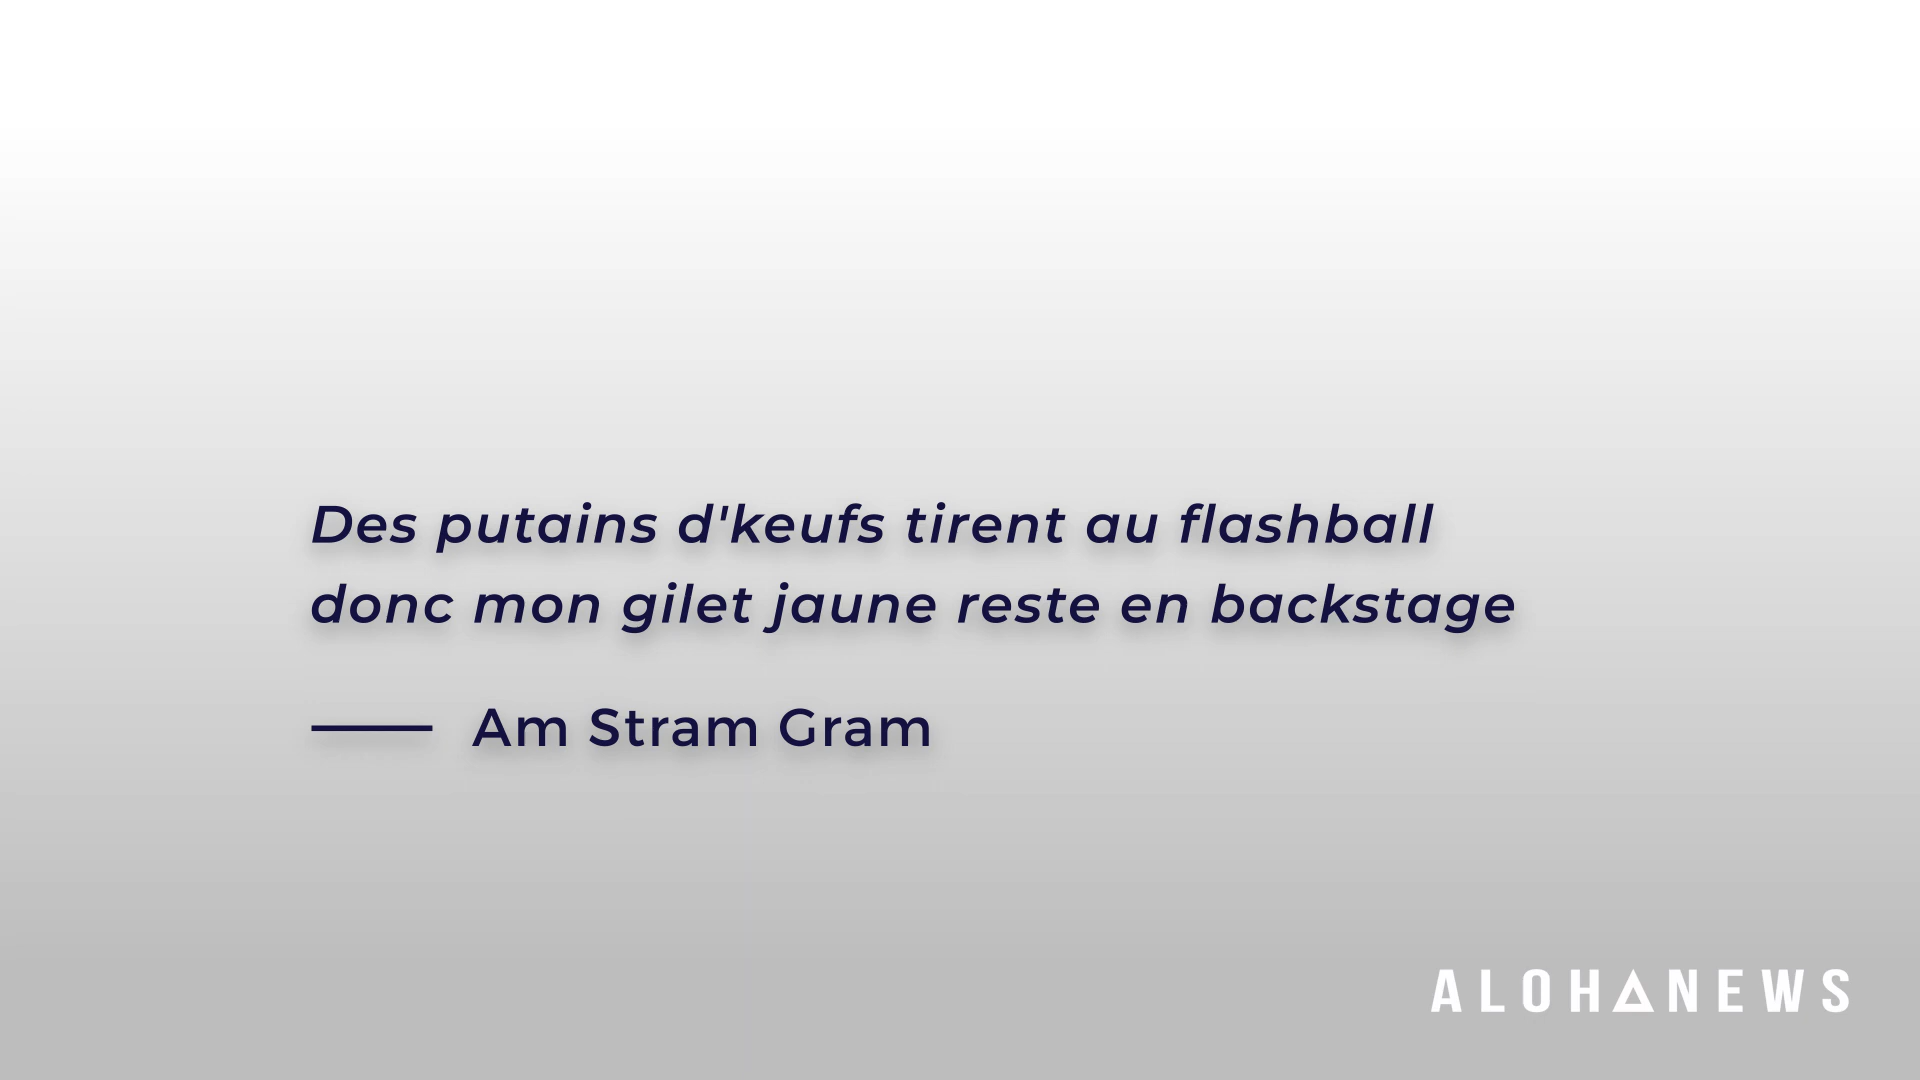 Des putains d'keufs tirent au flashball
donc mon gilet jaune reste en backstage
Am Stram Gram
ALOHANEWS